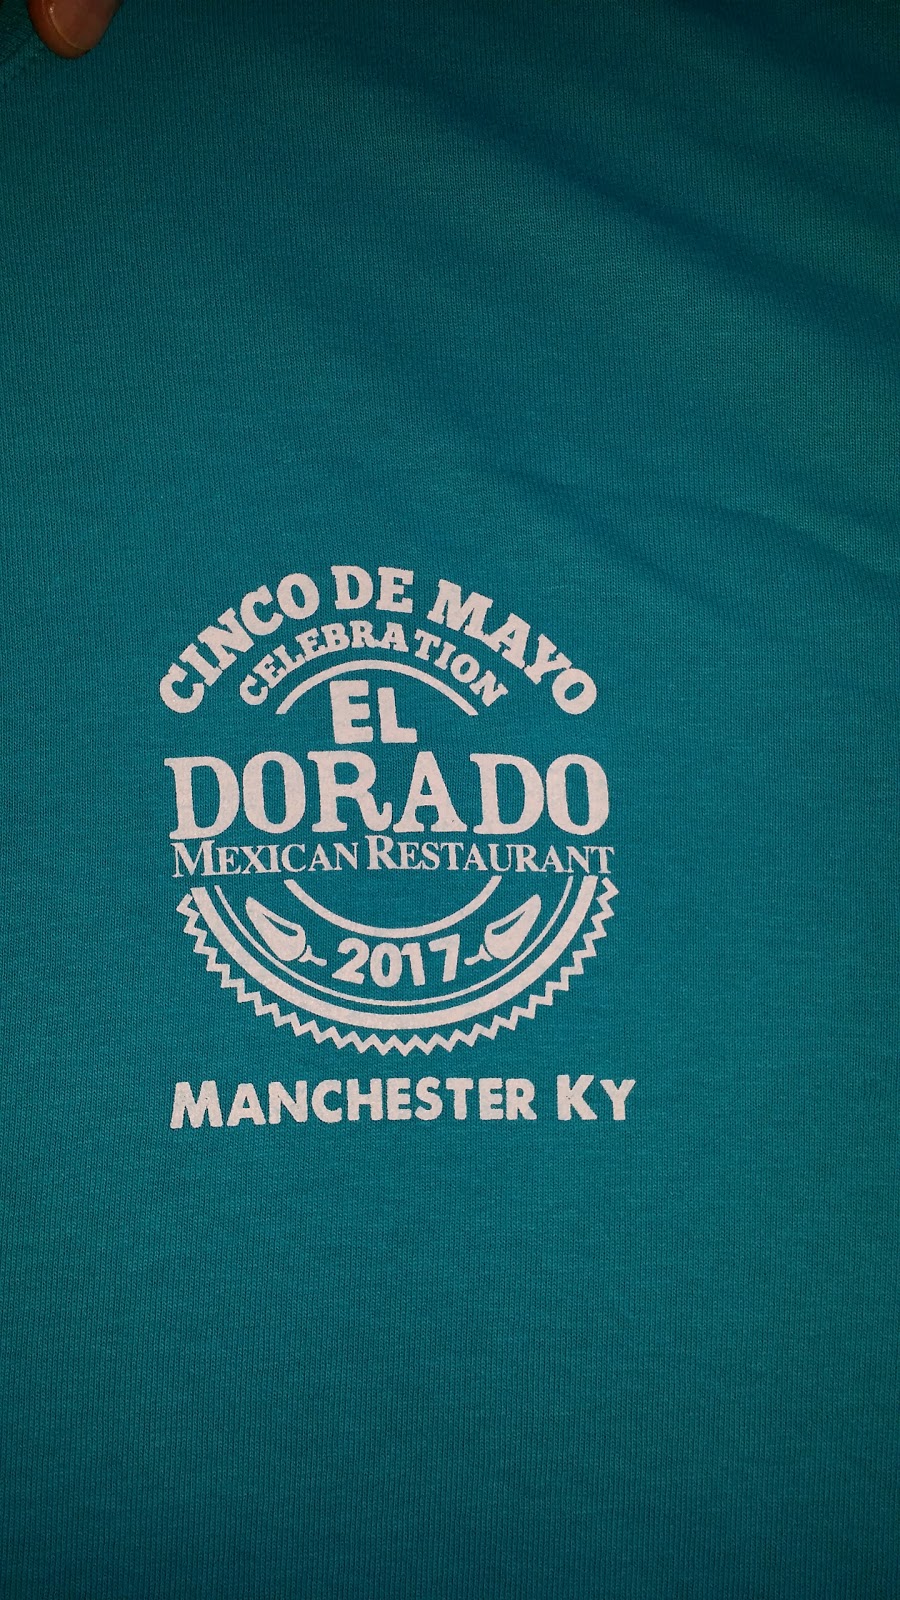 CINCO DE MAYO
CELEBRATION
EL
DORADO
MEXICAN RESTAURANT
2017
MANCHESTER KY